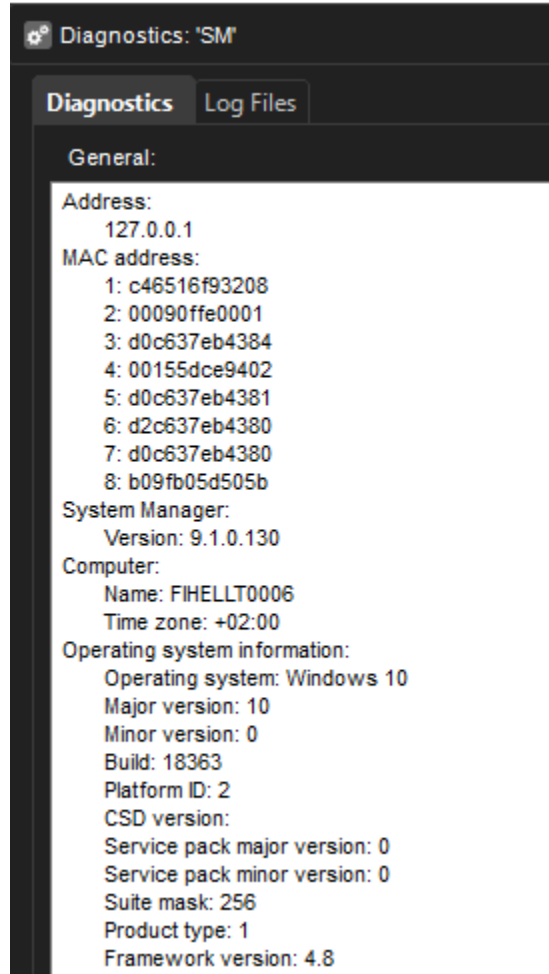 Diagnostics: 'SM'
Diagnostics Log Files
General:
Address:
127.0.0.1
MAC address:
1: c46516f93208
2: 00090ffe0001
3: d0c637eb4384
4: 00155dce9402
5: d0c637eb4381
6: d2c637eb4380
7: d0c637eb4380
8: b09fb05d505b
System Manager:
Version: 9.1.0.130
Computer:
Name: FIHELLT0006
Time zone: +02:00
Operating system information:
Operating system: Windows 10
Major version: 10
Minor version: 0
Build: 18363
Platform ID: 2
CSD version:
Service pack major version: 0
Service pack minor version: 0
Suite mask: 256
Product type: 1
Framework version: 4.8